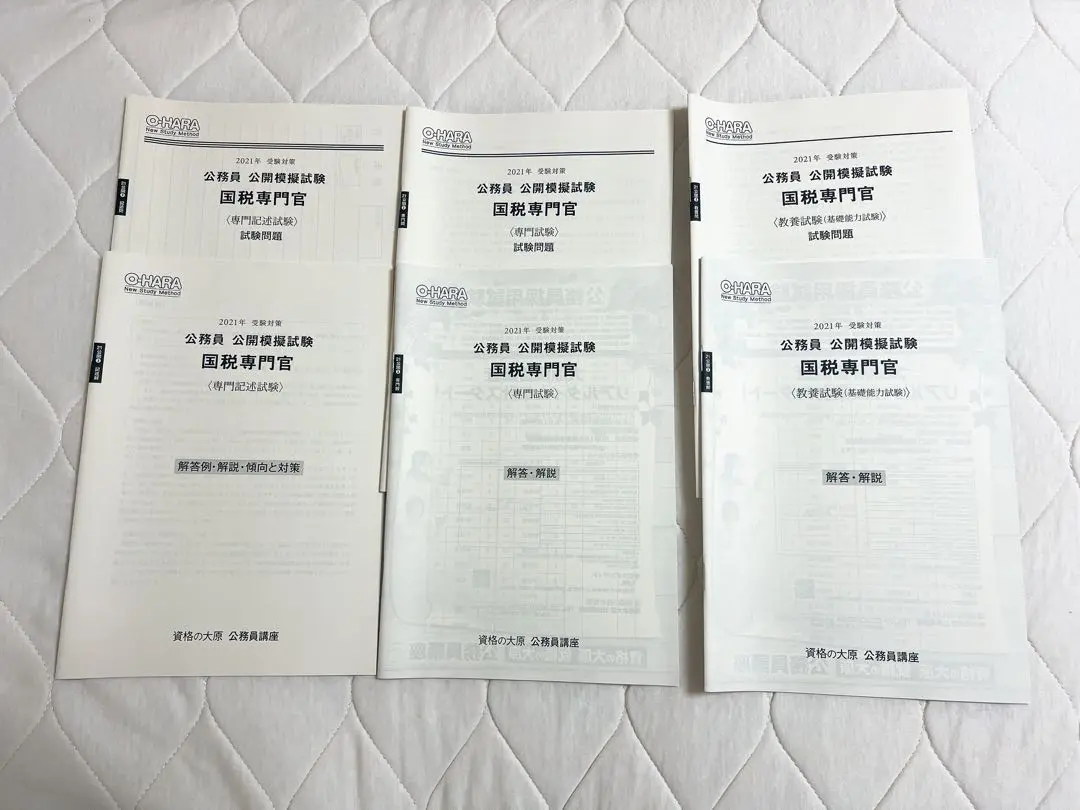 O-HARA
New Study Method
2021年 受験対策
公務員 公開模擬試験
国税専門官
〈専門記述試験〉
試験問題
O-HARA
New Study Method
2021年 受験対策
公務員 公開模擬試験
国税専門官
〈専門試験〉
試験問題
O-HARA
New Study Method
2021年 受験対策
公務員 公開模擬試験
国税専門官
〈教養試験(基礎能力試験)〉
試験問題
O-HARA
New Study Method
2021年 受験対策
公務員 公開模擬試験
国税専門官
〈専門記述試験〉
解答例・解説・傾向と対策
資格の大原 公務員講座
O-HARA
New Study Method
2021年 受験対策
公務員 公開模擬試験
国税専門官
〈専門試験〉
解答・解説
資格の大原 公務員講座
O-HARA
New Study Method
2021年 受験対策
公務員 公開模擬試験
国税専門官
〈教養試験(基礎能力試験)〉
解答・解説
資格の大原 公務員講座